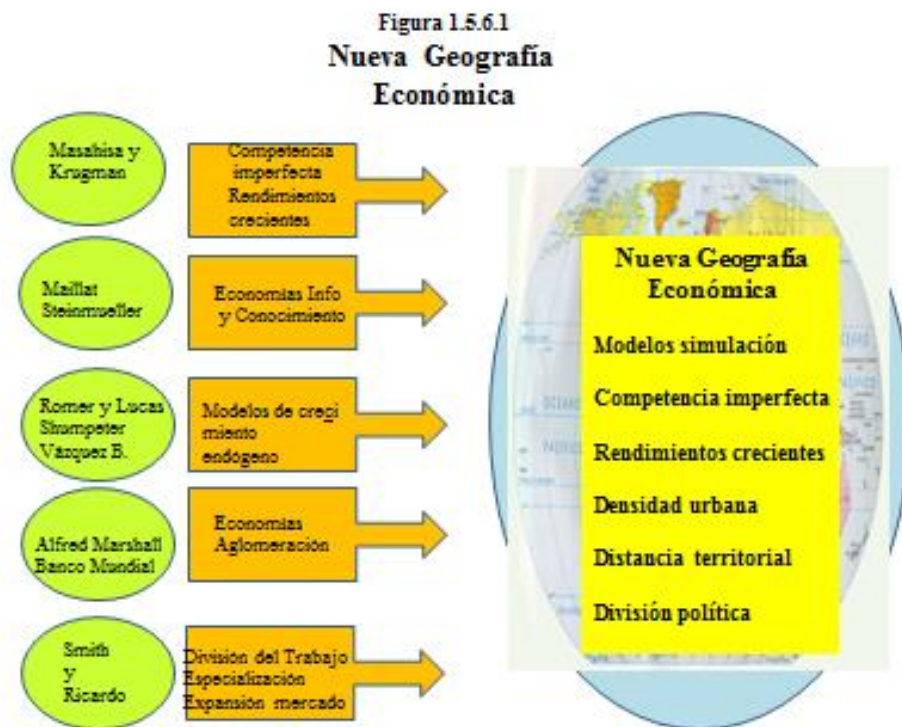 Figura 1.5.6.1
Nueva Geografía
Económica
Masahisa y
Krugman
Competencia
imperfecta
Rendimientos
crecientes
Maillat
Steinmueller
Economías Info
y Conocimiento
Romer y Lucas
Shumpeter
Vázquez B.
Modelos de creci
miento
endógeno
Alfred Marshall
Banco Mundial
Economías
Aglomeración
Smith
y
Ricardo
División del Trabajo
Especialización
Expansión mercado
Nueva Geografía
Económica
Modelos simulación
Competencia imperfecta
Rendimientos crecientes
Densidad urbana
Distancia territorial
División política